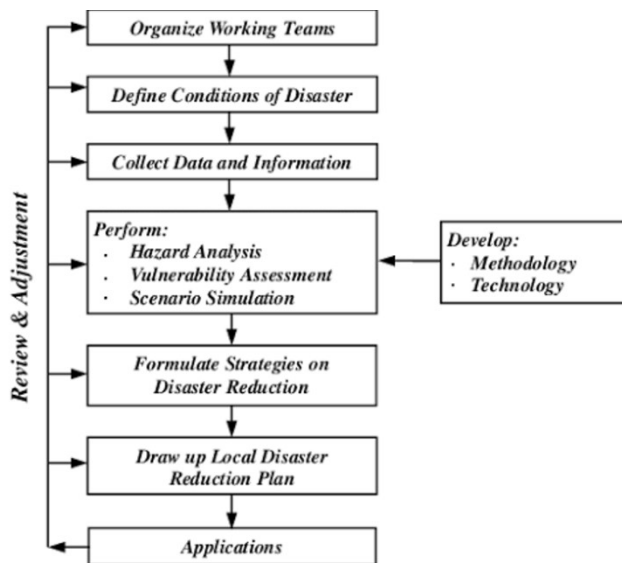 Organize Working Teams
Define Conditions of Disaster
Collect Data and Information
Perform:
· Hazard Analysis
· Vulnerability Assessment
· Scenario Simulation
Develop:
· Methodology
· Technology
Formulate Strategies on
Disaster Reduction
Draw up Local Disaster
Reduction Plan
Applications
Review & Adjustment